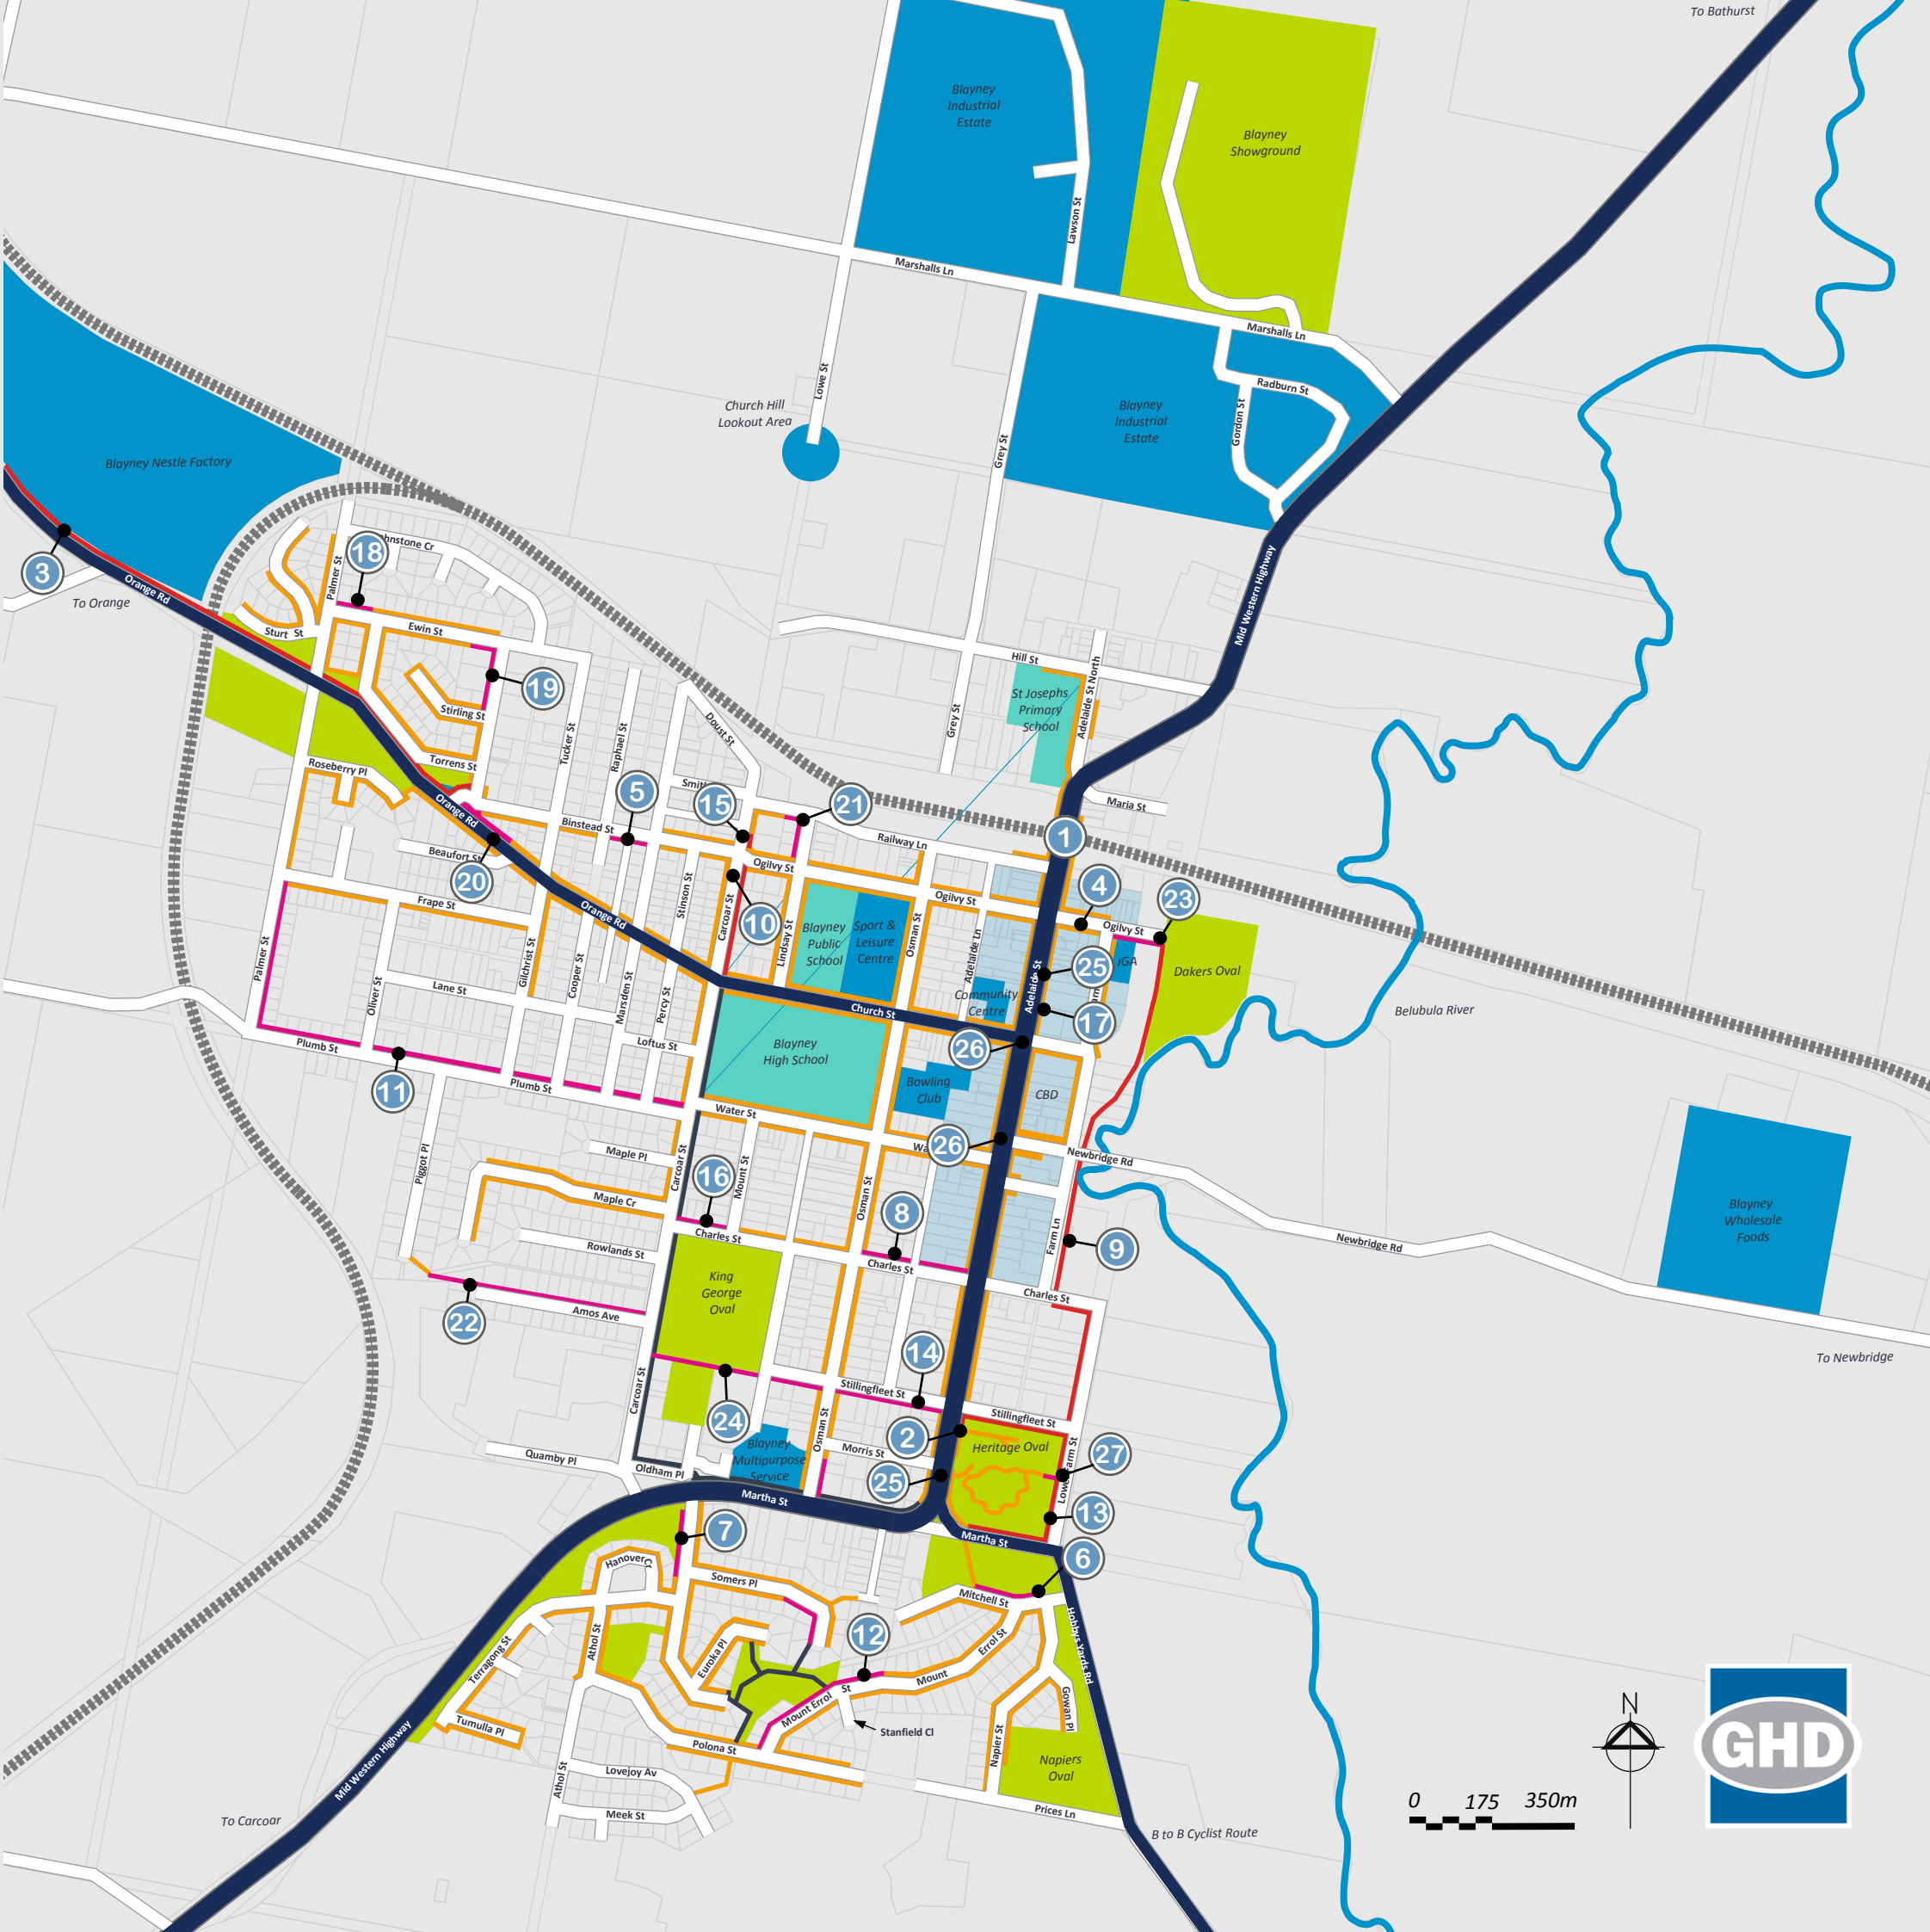 To Bathurst
Blayney
Industrial
Estate
Blayney
Showground
Lawson St
Marshalls Ln
Marshalls Ln
Lowe St
Radburn St
Gordon St
Church Hill
Lookout Area
Blayney
Industrial
Estate
Grey St
Blayney Nestle Factory
3
To Orange
Orange Rd
18
Palmer St
Sturt St
Ewin St
19
Stirling St
Torrens St
Mid Western Highway
Hill St
St Josephs
Primary
School
Adelaide St North
Grey St
Doust St
Tucker St
Raphael St
Roseberry Pl
Orange Rd
5
15
21
Binstead St
Railway Ln
Maria St
1
Beaufort St
20
Ogilvy St
Ogilvy St
4
23
Ogilvy St
Stinson St
Carcoar St
10
Lindsay St
Blayney
Public
School
Sport &
Leisure
Centre
Osman St
Adelaide Ln
Adelaide St
25
IGA
Dakers Oval
Frape St
Orange Rd
Palmer St
Gilchrist St
Cooper St
Marsden St
Percy St
Oliver St
Lane St
Community
Centre
17
Church St
26
Belubula River
Plumb St
11
Plumb St
Loftus St
Blayney
High School
Bowling
Club
CBD
Water St
26
Newbridge Rd
Piggot Pl
Maple Pl
Carcoar St
16
Mount St
Maple Cr
Osman St
8
Blayney
Wholesale
Foods
Charles St
Rowlands St
Charles St
Farm Ln
9
Newbridge Rd
King
George
Oval
Charles St
22
Amos Ave
14
To Newbridge
Carcoar St
24
Stillingfleet St
Stillingfleet St
Osman St
2
Heritage Oval
27
Quamby Pl
Oldham Pl
Blayney
Multipurpose
Service
Morris St
25
Martha St
13
7
Martha St
6
Somers Pl
Mitchell St
Hobbys Yards Rd
12
Athol St
Terragong St
Euroka Pl
Errol St
Mount
Mount Errol St
Gowan Pl
Tumulla Pl
Stanfield Cl
Napier St
Polona St
Napiers
Oval
Mid Western Highway
Athol St
Lovejoy Av
Meek St
Prices Ln
To Carcoar
B to B Cyclist Route
N
GHD
0 175 350m